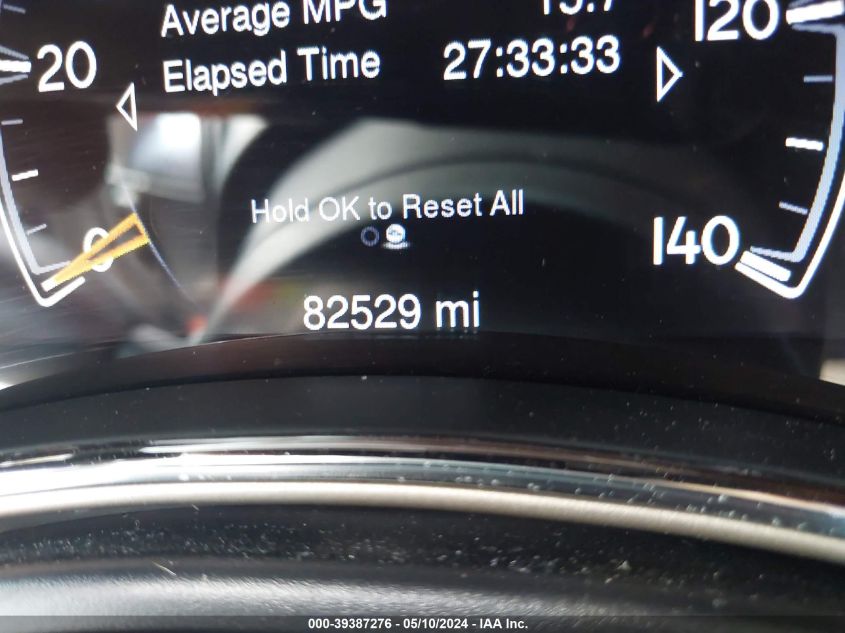 Average MPG
20 Elapsed Time 27:33:33 120
Hold OK to Reset All
0 140
82529 mi
000-39387276 - 05/10/2024 - IAA Inc.